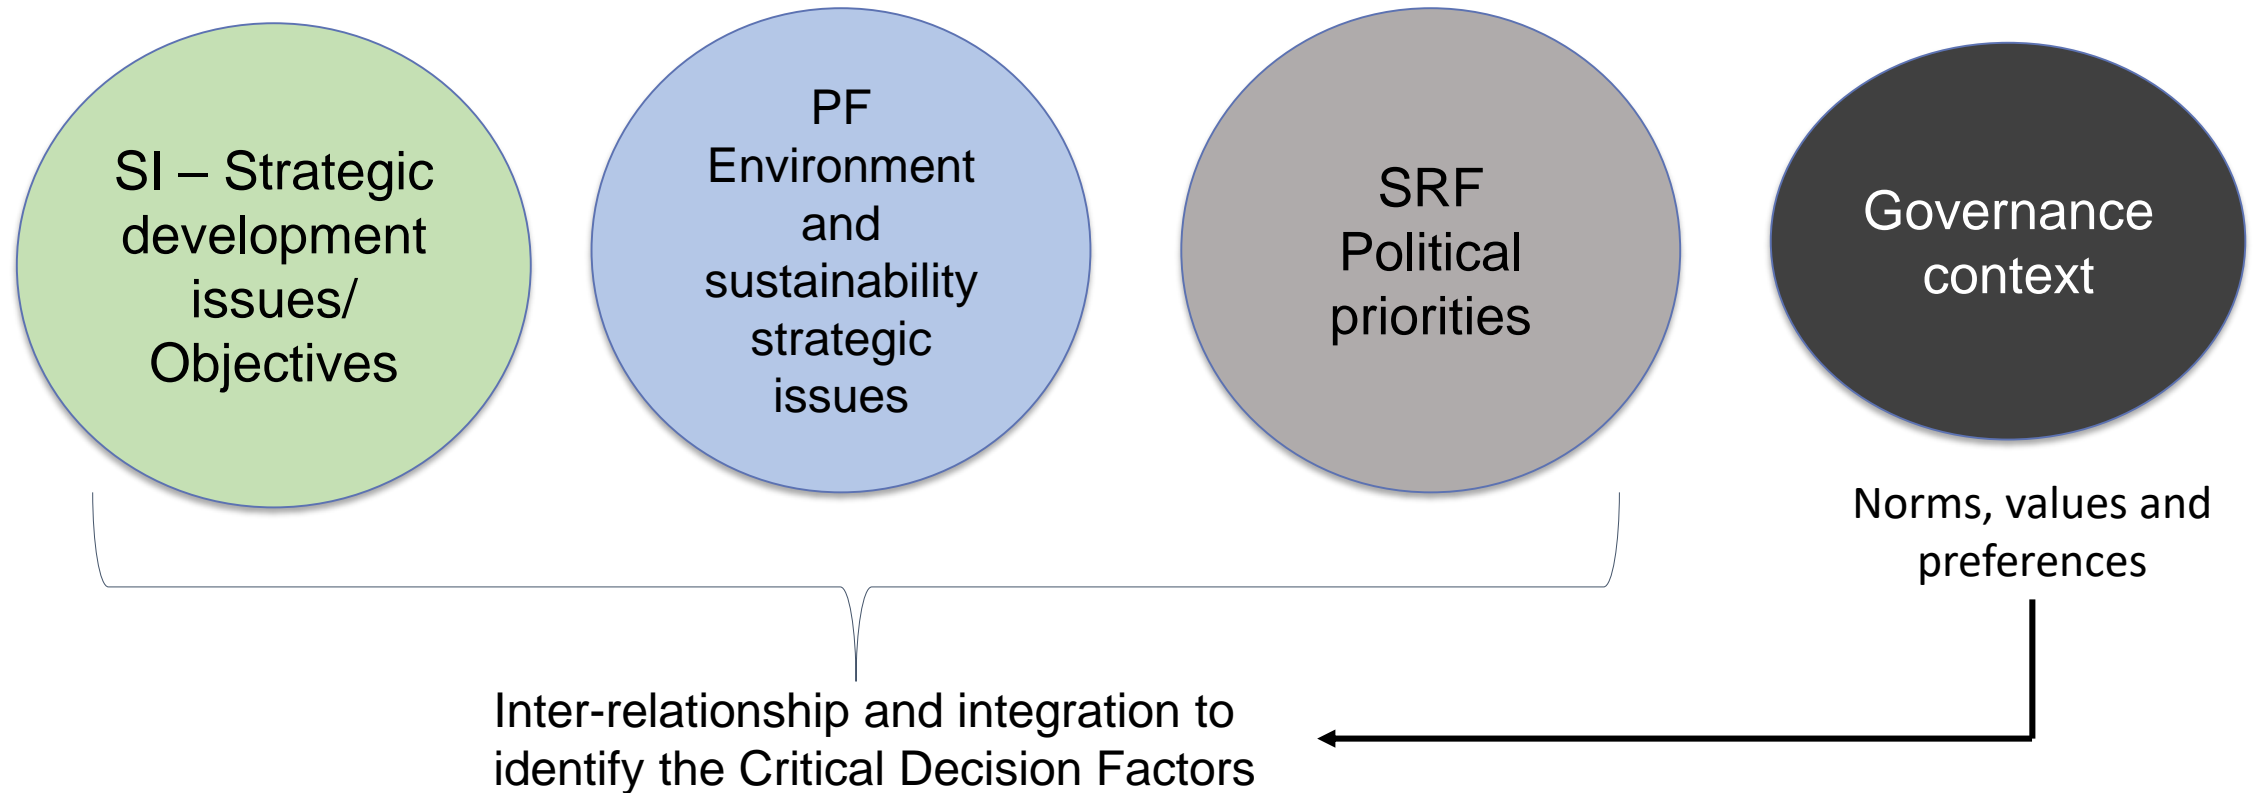 SI – Strategic
development
issues/
Objectives
PF
Environment
and
sustainability
strategic
issues
SRF
Political
priorities
Governance
context
Norms, values and
preferences
Inter-relationship and integration to
identify the Critical Decision Factors